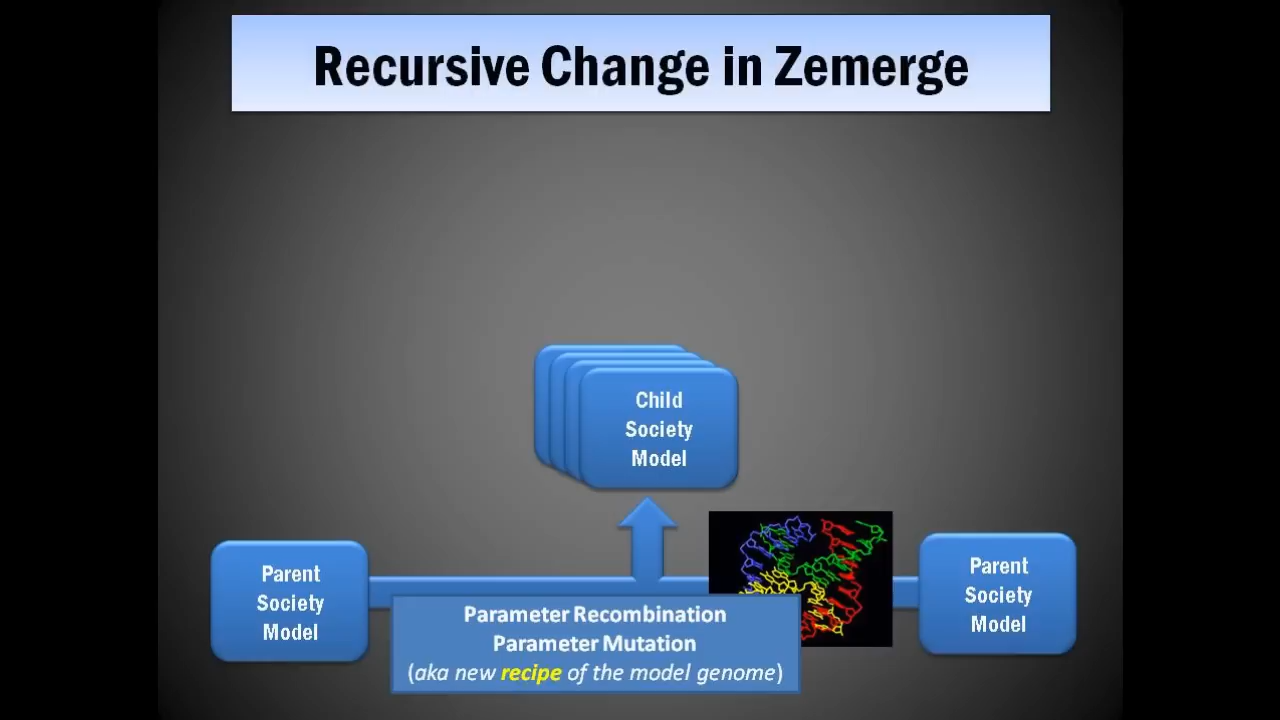 Recursive Change in Zemerge
Child
Society
Model
Parent
Society
Model
Parameter Recombination
Parameter Mutation
(aka new recipe of the model genome)
Parent
Society
Model